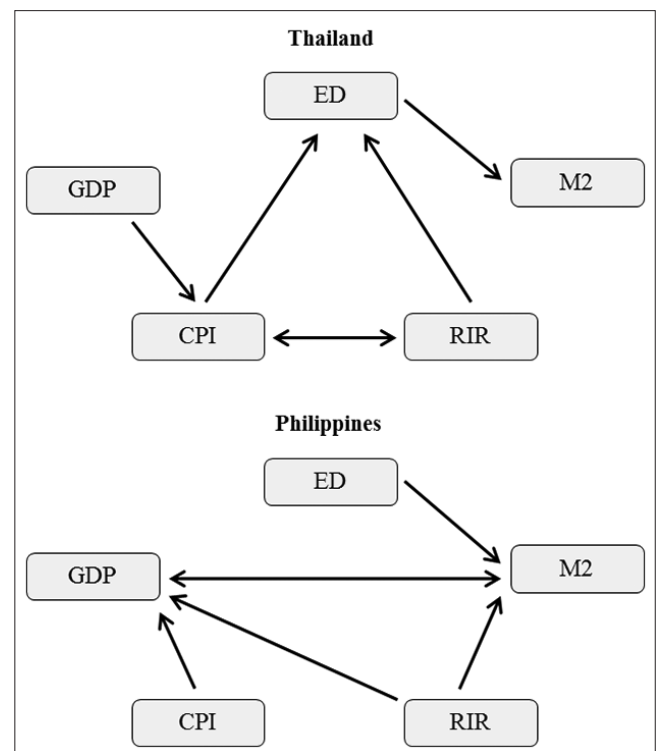 Thailand
ED
M2
GDP
CPI
RIR
Philippines
ED
M2
GDP
CPI
RIR